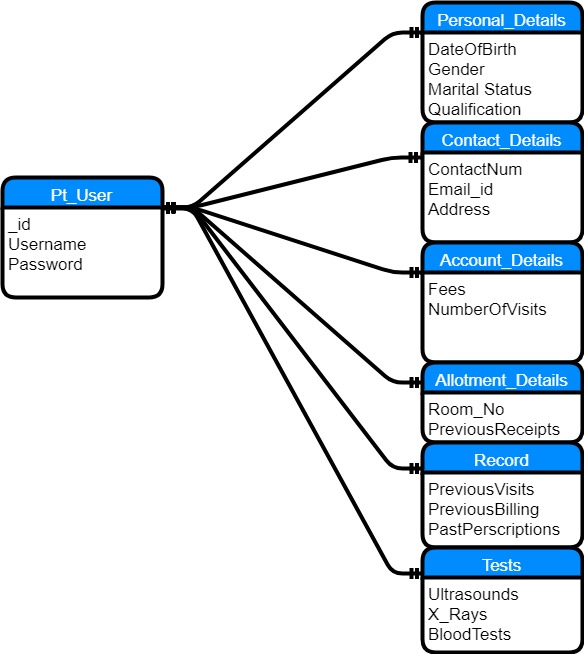 Pt_User
_id
Username
Password
Personal_Details
DateOfBirth
Gender
Marital Status
Qualification
Contact_Details
ContactNum
Email_id
Address
Account_Details
Fees
NumberOfVisits
Allotment_Details
Room_No
PreviousReceipts
Record
PreviousVisits
PreviousBilling
PastPerscriptions
Tests
Ultrasounds
X_Rays
BloodTests